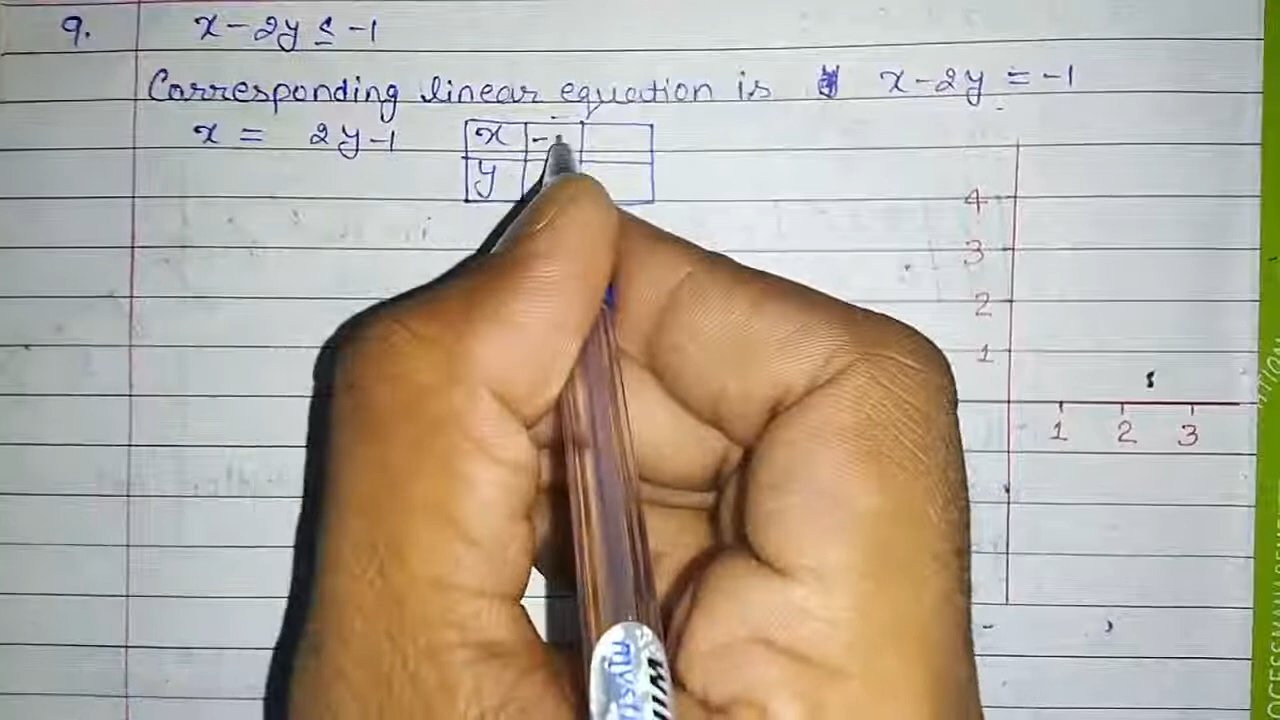 9. x - 2y ≤ -1
Corresponding linear equation is x - 2y = -1
x = 2y - 1
x -
y
4
3
2
1
1 2 3